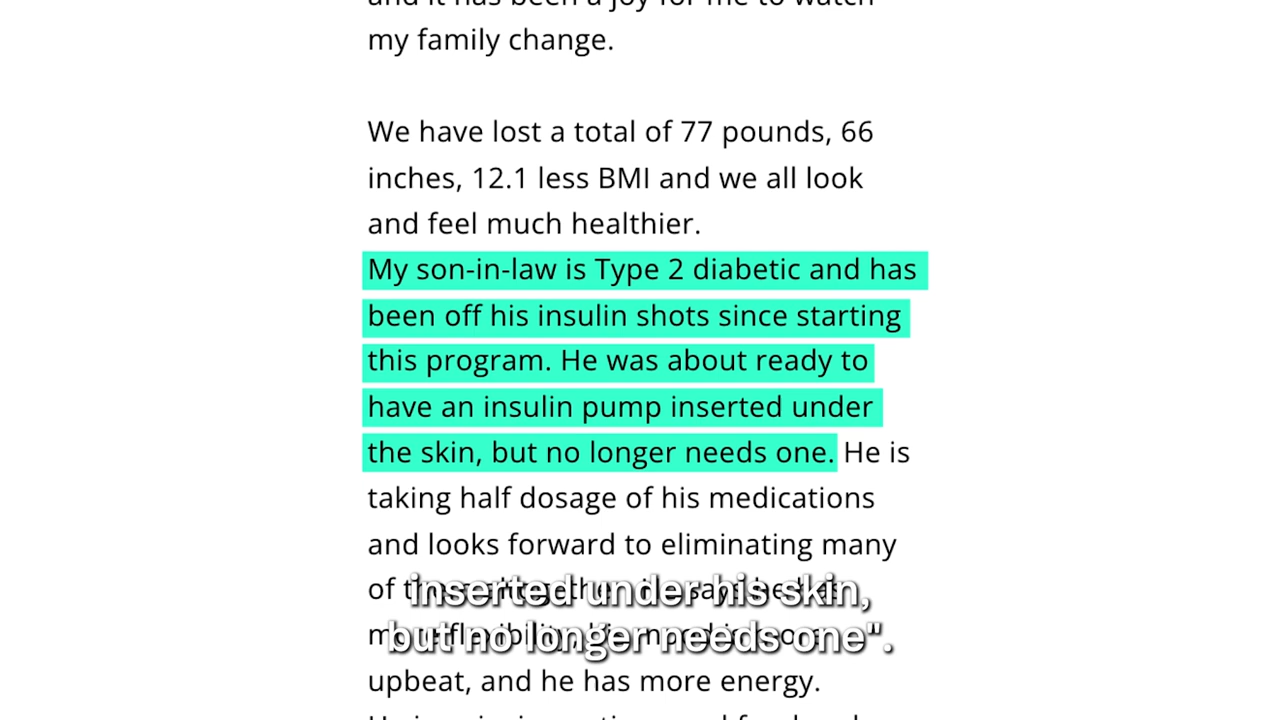 my family change.
We have lost a total of 77 pounds, 66
inches, 12.1 less BMI and we all look
and feel much healthier.
My son-in-law is Type 2 diabetic and has
been off his insulin shots since starting
this program. He was about ready to
have an insulin pump inserted under
the skin, but no longer needs one. He is
taking half dosage of his medications
and looks forward to eliminating many
of
upbeat, and he has more energy.
inserted under his skin,
but no longer needs one".